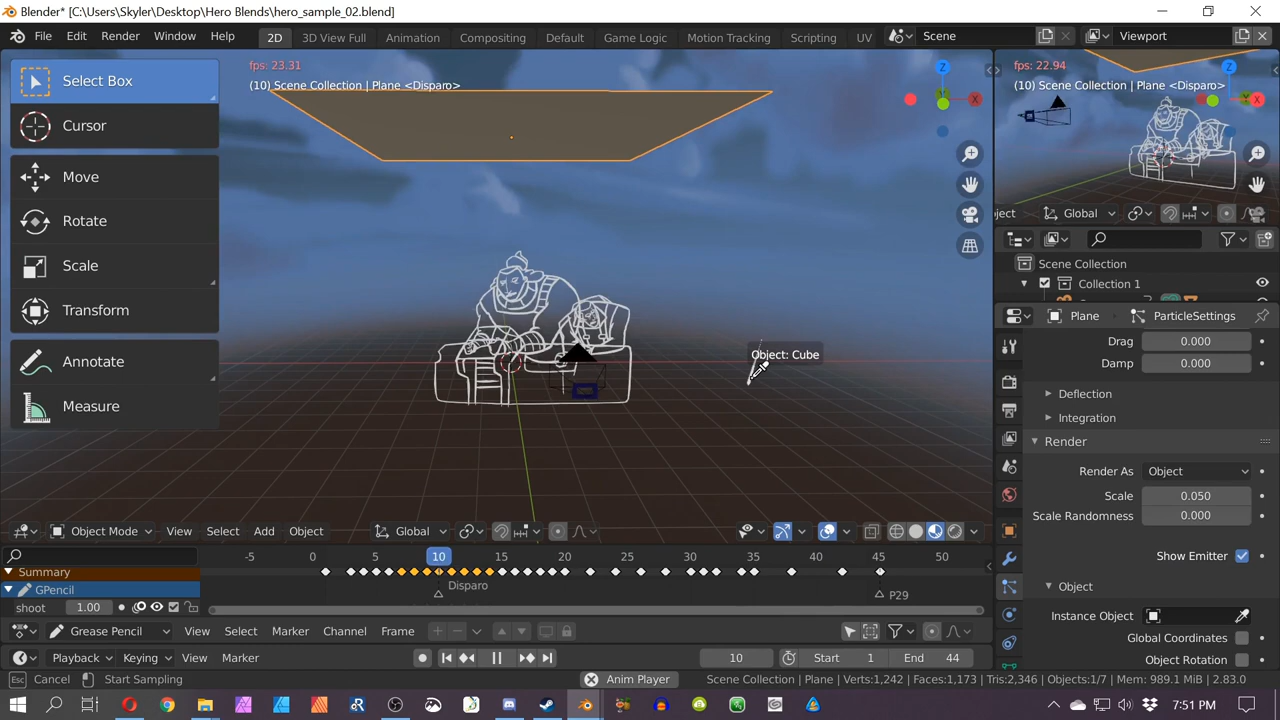 Blender* [C:\Users\Skyler\Desktop\Hero Blends\hero_sample_02.blend]
File Edit Render Window Help 2D 3D View Full Animation Compositing Default Game Logic Motion Tracking Scripting UV Scene Viewport
Select Box
Cursor
Move
Rotate
Scale
Transform
Annotate
Measure
fps: 23.31
(10) Scene Collection | Plane <Disparo>
Z
X
fps: 22.94
(10) Scene Collection | Plane <Disparo>
Z
X
Object: Cube
Global
Scene Collection
Collection 1
Plane ParticleSettings
Drag 0.000
Damp 0.000
Deflection
Integration
Render
Render As Object
Scale 0.050
Scale Randomness 0.000
Show Emitter
Object
Instance Object
Global Coordinates
Object Rotation
Object Mode View Select Add Object Global
-5 0 5 10 15 20 25 30 35 40 45 50
Summary
GPencil
shoot 1.00
Disparo
P29
Grease Pencil View Select Marker Channel Frame
Playback Keying View Marker 10 Start 1 End 44
Esc Cancel Start Sampling Anim Player Scene Collection | Plane | Verts:1,242 | Faces:1,173 | Tris:2,346 | Objects:1/7 | Mem: 989.1 MiB | 2.83.0
7:51 PM